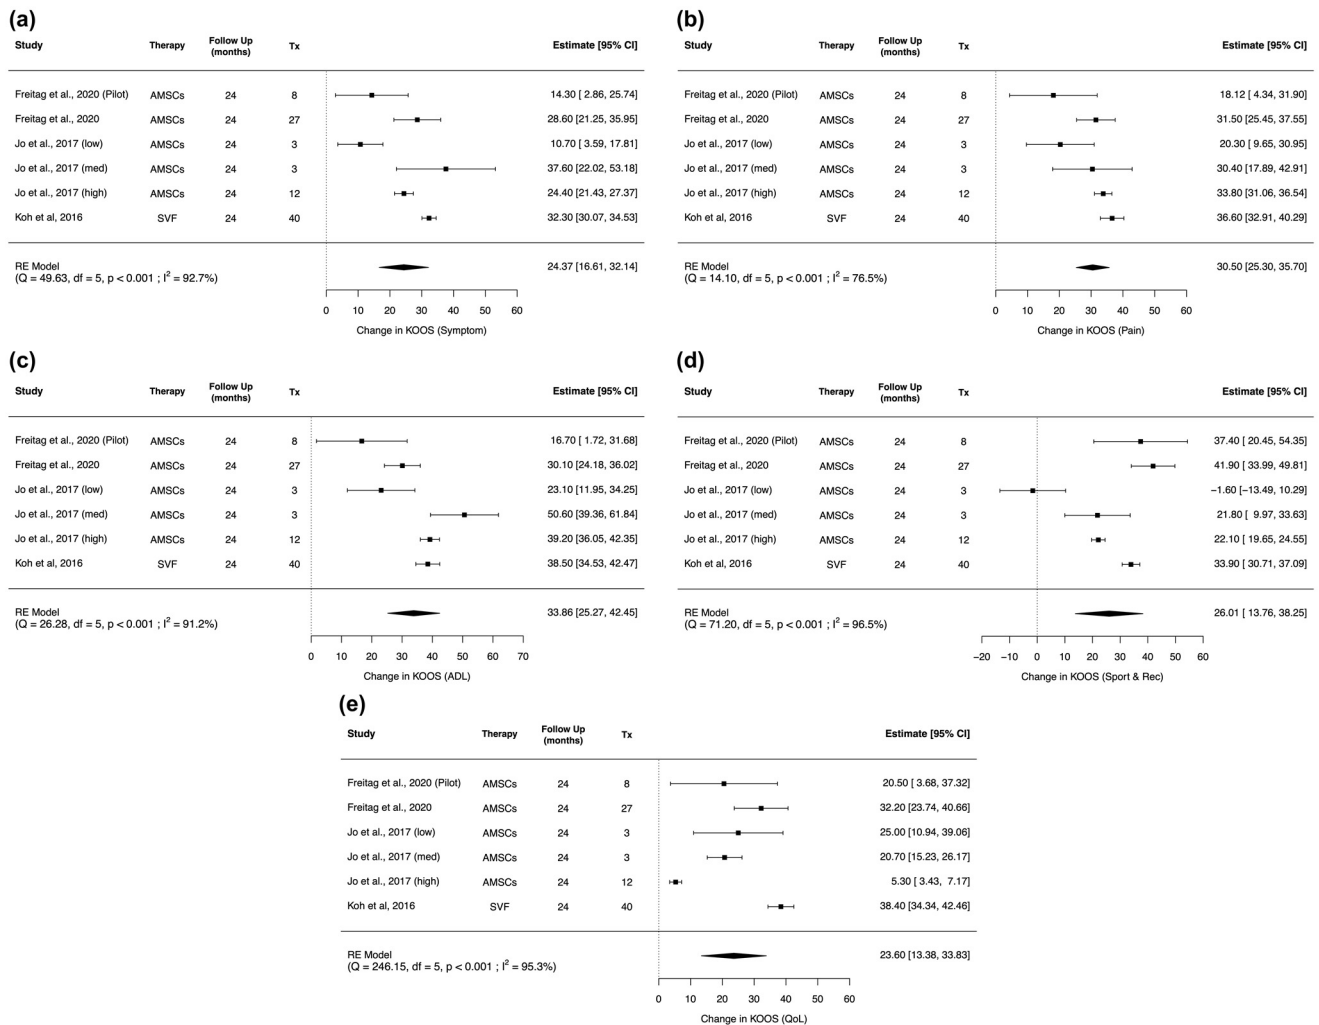 (a)
Study Therapy Follow Up (months) Tx Estimate [95% CI]
Freitag et al., 2020 (Pilot) AMSCs 24 8 14.30 [ 2.86, 25.74]
Freitag et al., 2020 AMSCs 24 27 28.60 [21.25, 35.95]
Jo et al., 2017 (low) AMSCs 24 3 10.70 [ 3.59, 17.81]
Jo et al., 2017 (med) AMSCs 24 3 37.60 [22.02, 53.18]
Jo et al., 2017 (high) AMSCs 24 12 24.40 [21.43, 27.37]
Koh et al, 2016 SVF 24 40 32.30 [30.07, 34.53]
RE Model 24.37 [16.61, 32.14]
(Q = 49.63, df = 5, p < 0.001 ; I² = 92.7%)
0 10 20 30 40 50 60
Change in KOOS (Symptom)
(b)
Study Therapy Follow Up (months) Tx Estimate [95% CI]
Freitag et al., 2020 (Pilot) AMSCs 24 8 18.12 [ 4.34, 31.90]
Freitag et al., 2020 AMSCs 24 27 31.50 [25.45, 37.55]
Jo et al., 2017 (low) AMSCs 24 3 20.30 [ 9.65, 30.95]
Jo et al., 2017 (med) AMSCs 24 3 30.40 [17.89, 42.91]
Jo et al., 2017 (high) AMSCs 24 12 33.80 [31.06, 36.54]
Koh et al, 2016 SVF 24 40 36.60 [32.91, 40.29]
RE Model 30.50 [25.30, 35.70]
(Q = 14.10, df = 5, p < 0.001 ; I² = 76.5%)
0 10 20 30 40 50 60
Change in KOOS (Pain)
(c)
Study Therapy Follow Up (months) Tx Estimate [95% CI]
Freitag et al., 2020 (Pilot) AMSCs 24 8 16.70 [ 1.72, 31.68]
Freitag et al., 2020 AMSCs 24 27 30.10 [24.18, 36.02]
Jo et al., 2017 (low) AMSCs 24 3 23.10 [11.95, 34.25]
Jo et al., 2017 (med) AMSCs 24 3 50.60 [39.36, 61.84]
Jo et al., 2017 (high) AMSCs 24 12 39.20 [36.05, 42.35]
Koh et al, 2016 SVF 24 40 38.50 [34.53, 42.47]
RE Model 33.86 [25.27, 42.45]
(Q = 26.28, df = 5, p < 0.001 ; I² = 91.2%)
0 10 20 30 40 50 60 70
Change in KOOS (ADL)
(d)
Study Therapy Follow Up (months) Tx Estimate [95% CI]
Freitag et al., 2020 (Pilot) AMSCs 24 8 37.40 [ 20.45, 54.35]
Freitag et al., 2020 AMSCs 24 27 41.90 [ 33.99, 49.81]
Jo et al., 2017 (low) AMSCs 24 3 −1.60 [−13.49, 10.29]
Jo et al., 2017 (med) AMSCs 24 3 21.80 [ 9.97, 33.63]
Jo et al., 2017 (high) AMSCs 24 12 22.10 [ 19.65, 24.55]
Koh et al, 2016 SVF 24 40 33.90 [ 30.71, 37.09]
RE Model 26.01 [ 13.76, 38.25]
(Q = 71.20, df = 5, p < 0.001 ; I² = 96.5%)
−20 −10 0 10 20 30 40 50 60
Change in KOOS (Sport & Rec)
(e)
Study Therapy Follow Up (months) Tx Estimate [95% CI]
Freitag et al., 2020 (Pilot) AMSCs 24 8 20.50 [ 3.68, 37.32]
Freitag et al., 2020 AMSCs 24 27 32.20 [23.74, 40.66]
Jo et al., 2017 (low) AMSCs 24 3 25.00 [10.94, 39.06]
Jo et al., 2017 (med) AMSCs 24 3 20.70 [15.23, 26.17]
Jo et al., 2017 (high) AMSCs 24 12 5.30 [ 3.43, 7.17]
Koh et al, 2016 SVF 24 40 38.40 [34.34, 42.46]
RE Model 23.60 [13.38, 33.83]
(Q = 246.15, df = 5, p < 0.001 ; I² = 95.3%)
0 10 20 30 40 50 60
Change in KOOS (QoL)